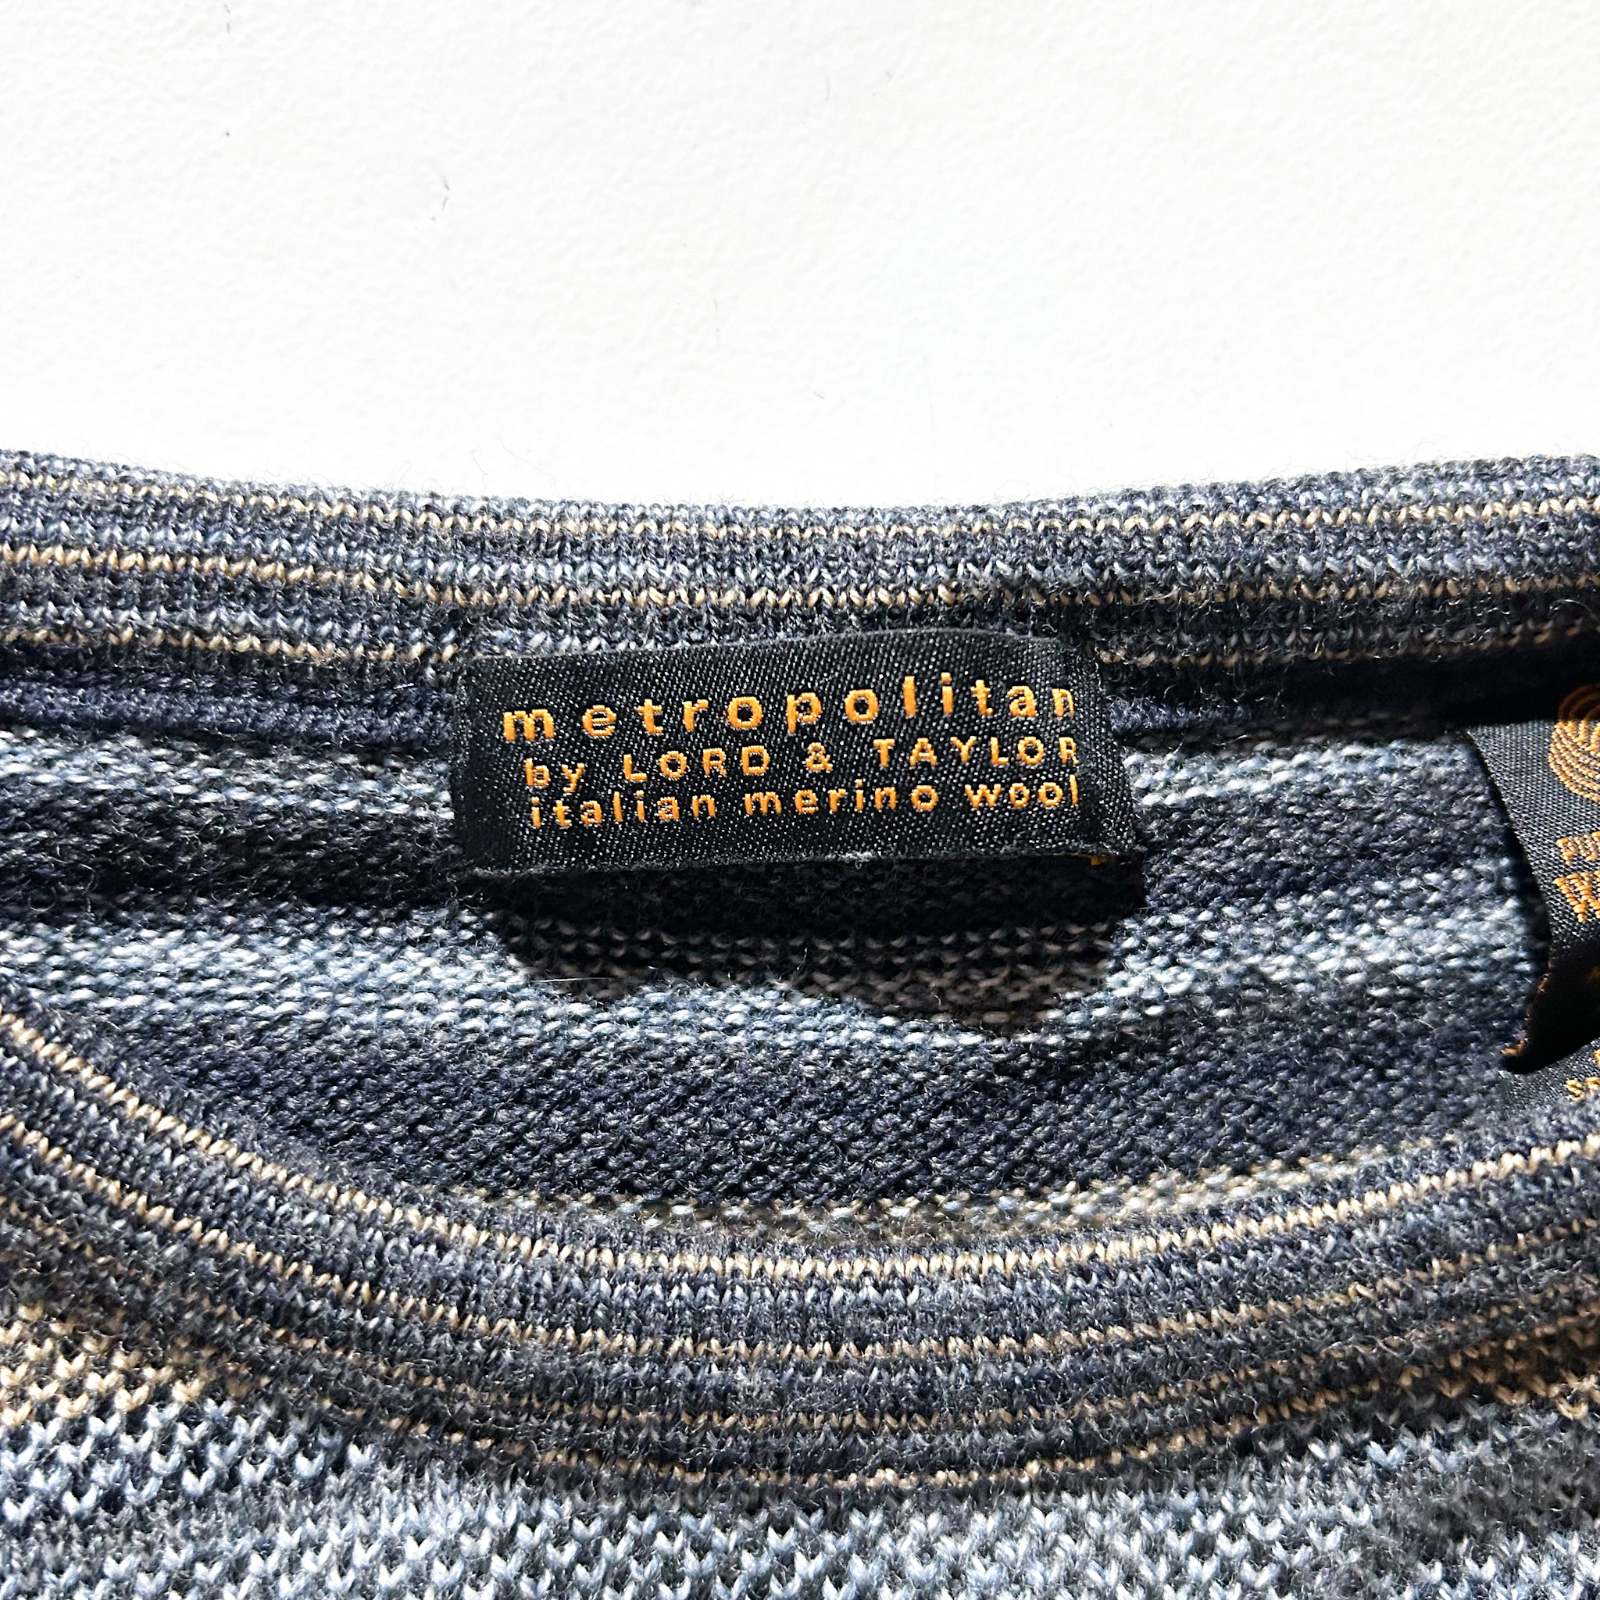 metropolitan
by LORD & TAYLOR
italian merino wool